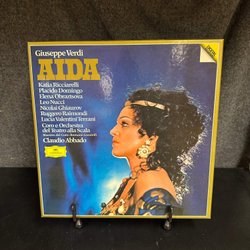 Giuseppe Verdi
AIDA
Katia Ricciarelli
Placido Domingo
Elena Obraztsova
Leo Nucci
Nicolai Ghiaurov
Ruggero Raimondi
Lucia Valentini Terrani
Coro e Orchestra
del Teatro alla Scala
Claudio Abbado